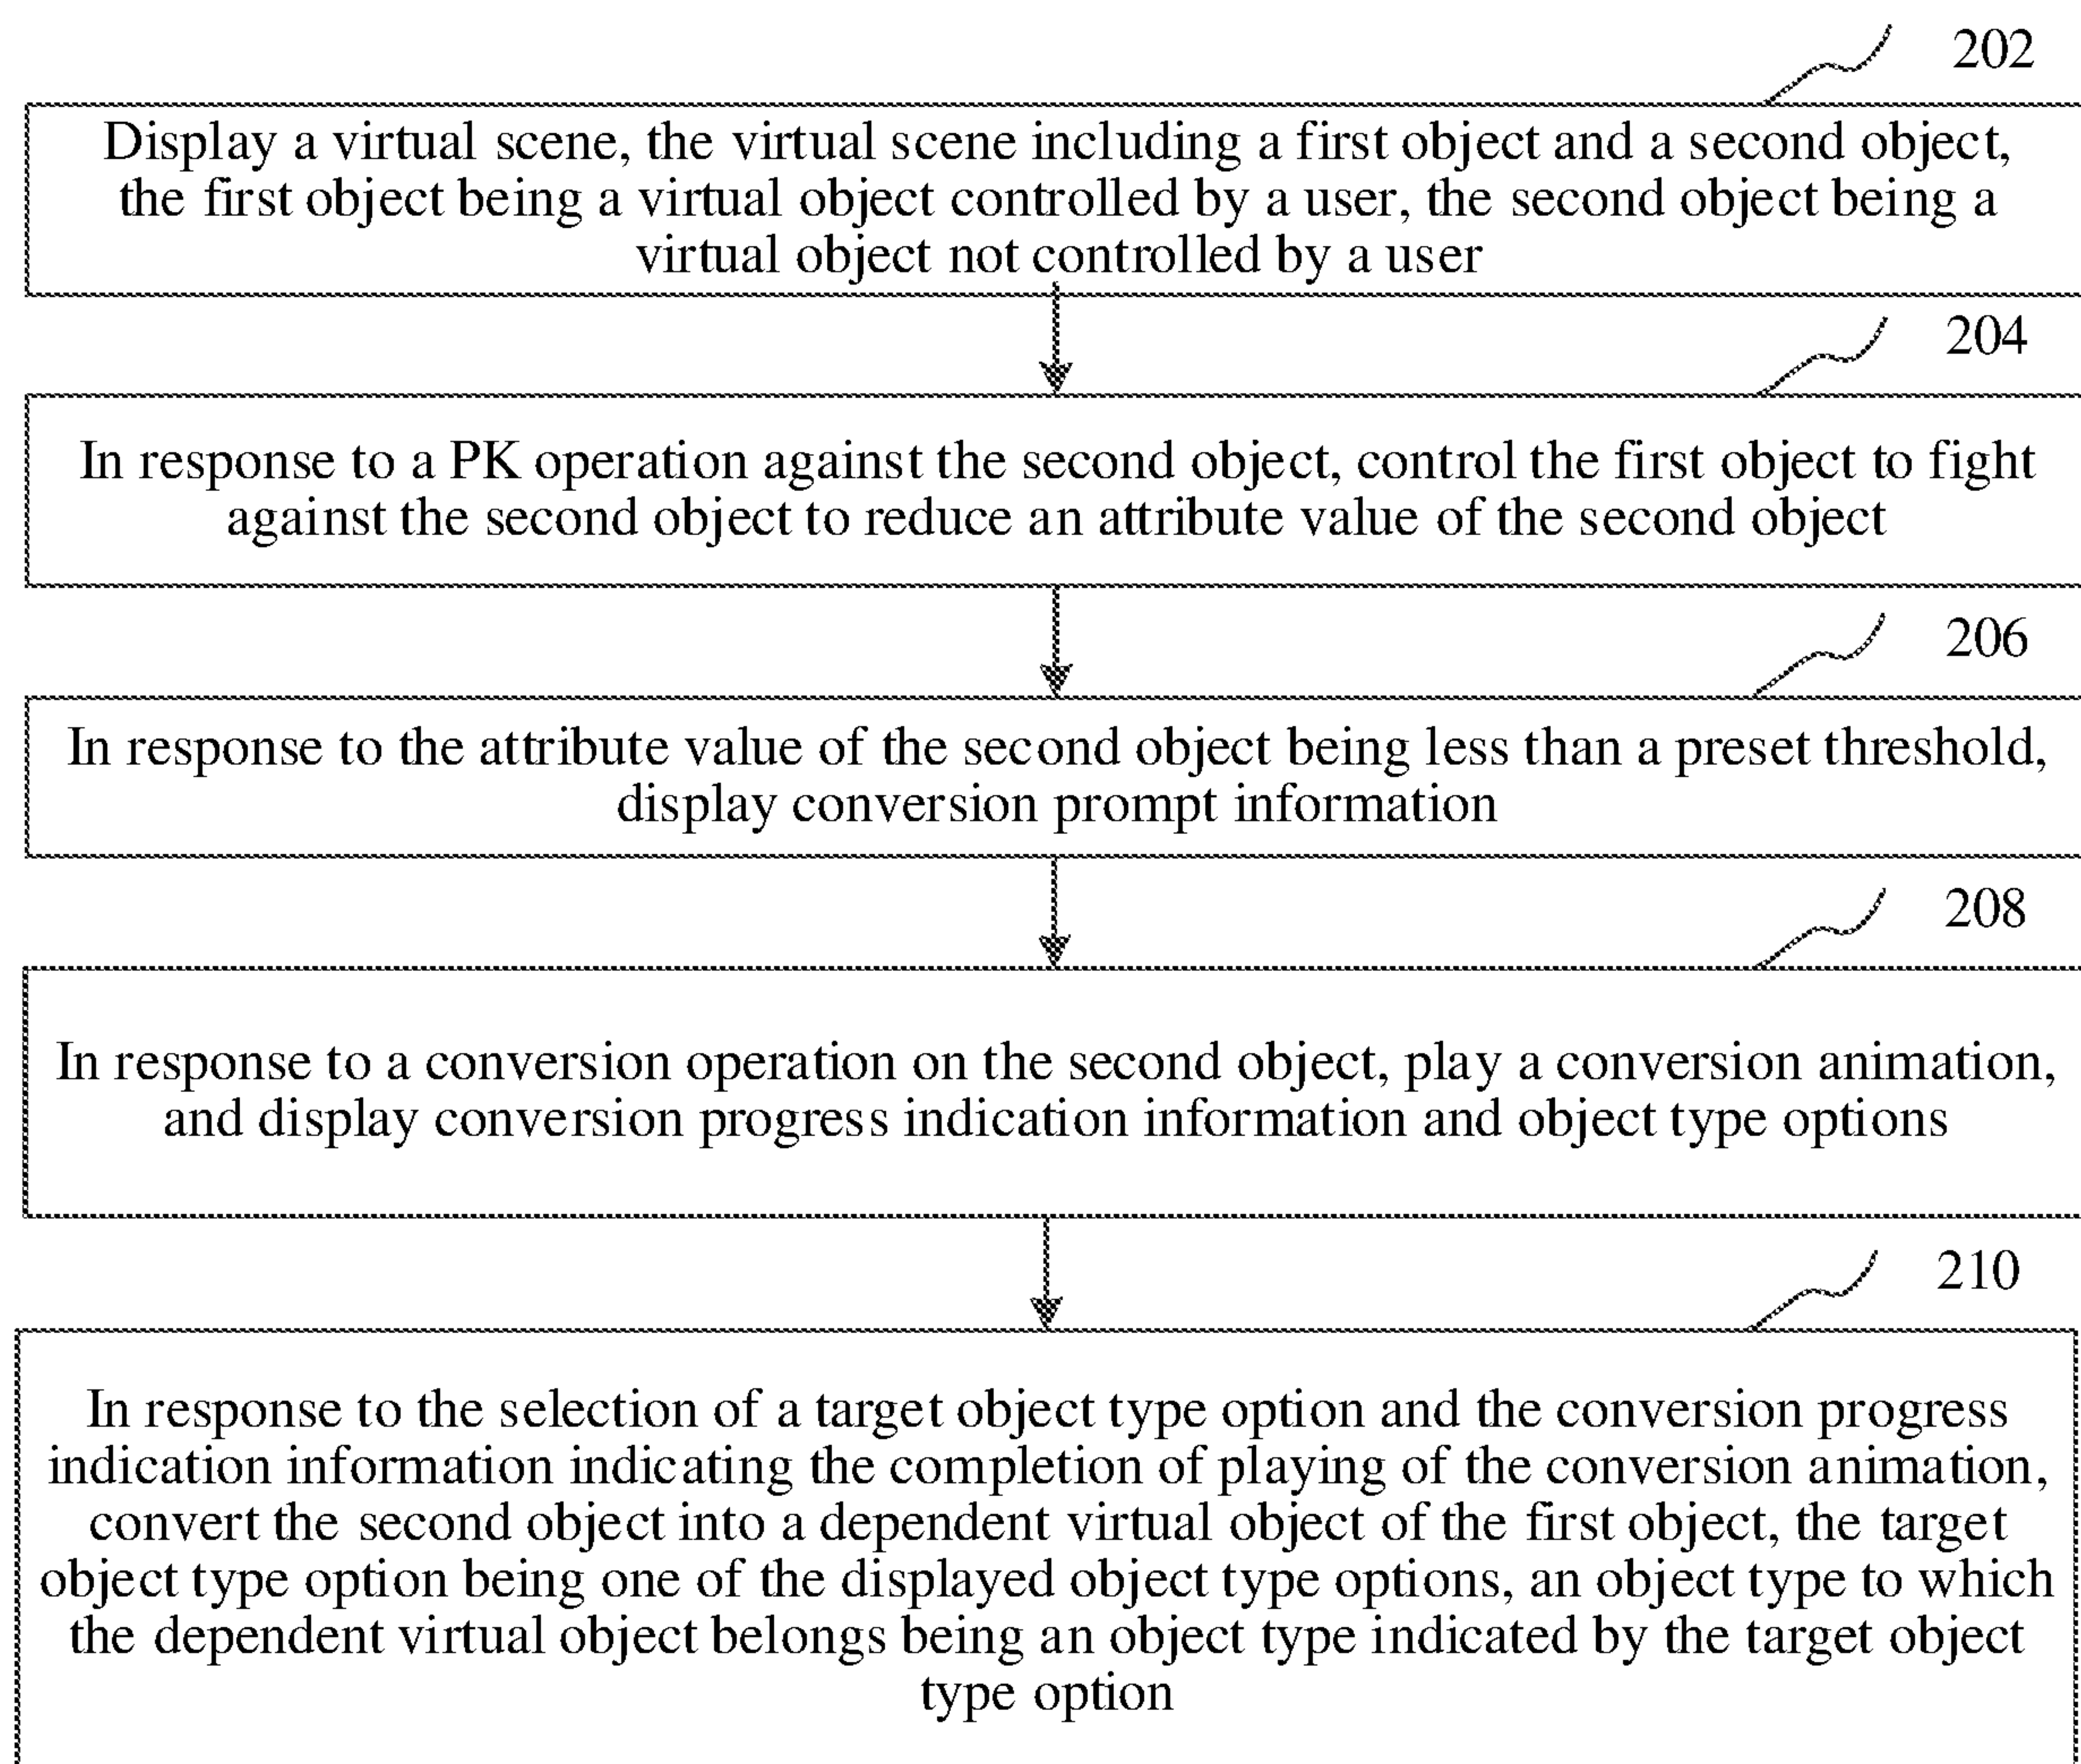 202
Display a virtual scene, the virtual scene including a first object and a second object,
the first object being a virtual object controlled by a user, the second object being a
virtual object not controlled by a user
204
In response to a PK operation against the second object, control the first object to fight
against the second object to reduce an attribute value of the second object
206
In response to the attribute value of the second object being less than a preset threshold,
display conversion prompt information
208
In response to a conversion operation on the second object, play a conversion animation,
and display conversion progress indication information and object type options
210
In response to the selection of a target object type option and the conversion progress
indication information indicating the completion of playing of the conversion animation,
convert the second object into a dependent virtual object of the first object, the target
object type option being one of the displayed object type options, an object type to which
the dependent virtual object belongs being an object type indicated by the target object
type option